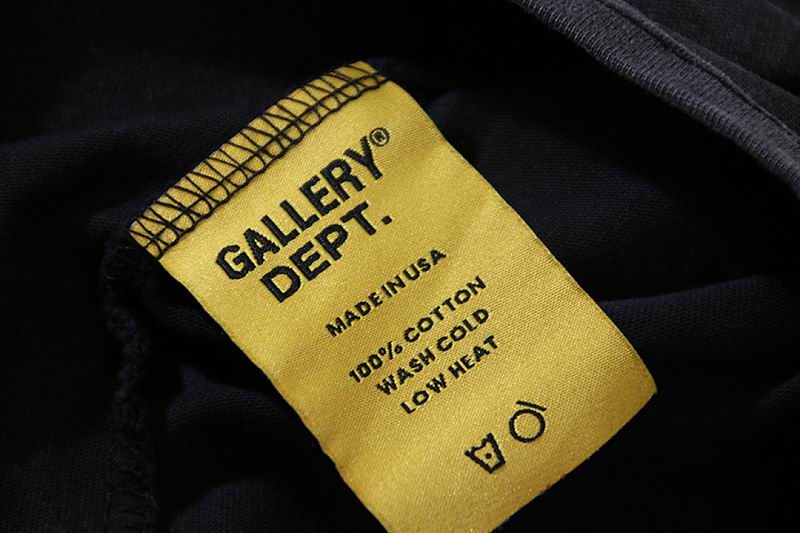 GALLERY®
DEPT.
MADE IN USA
100% COTTON
WASH COLD
LOW HEAT